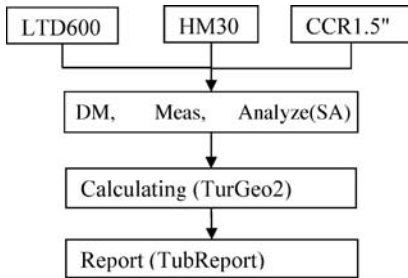 LTD600
HM30
CCR1.5"
DM, Meas, Analyze(SA)
Calculating (TurGeo2)
Report (TubReport)